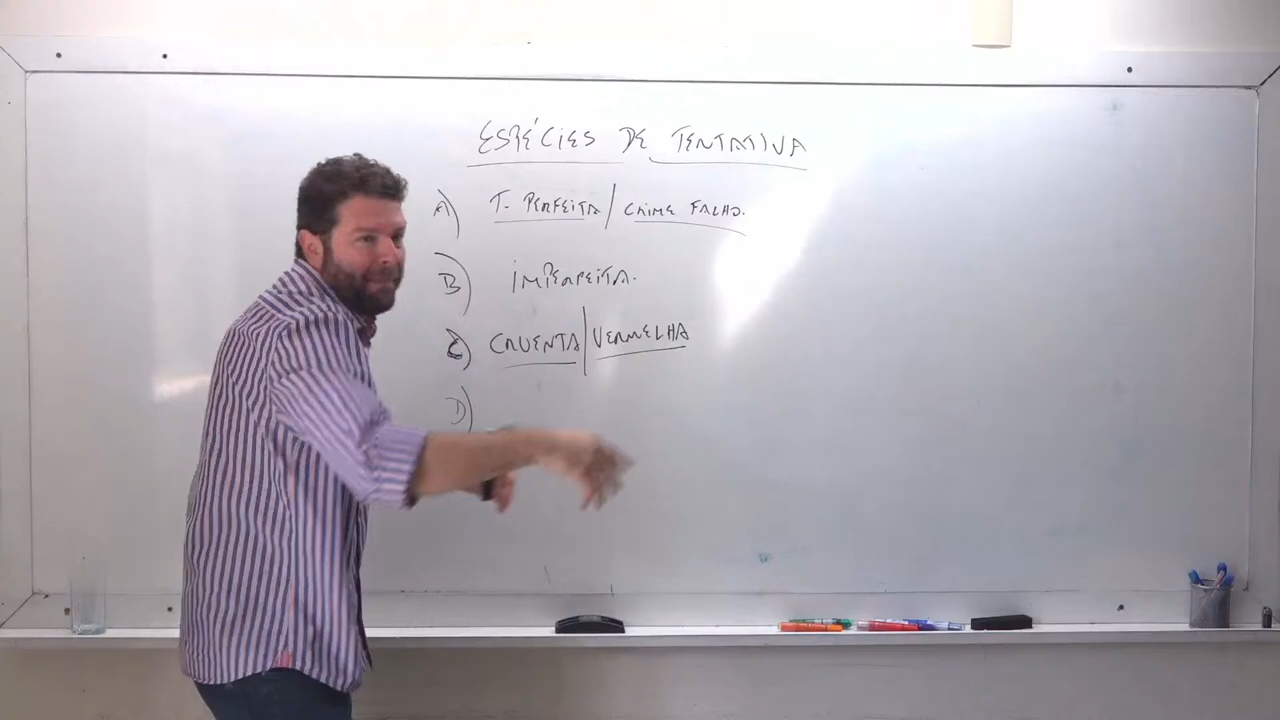 ESPÉCIES DE TENTATIVA
A) T. PERFEITA / CRIME FALHO.
B) IMPERFEITA.
C) CRUENTA / VERMELHA
D)